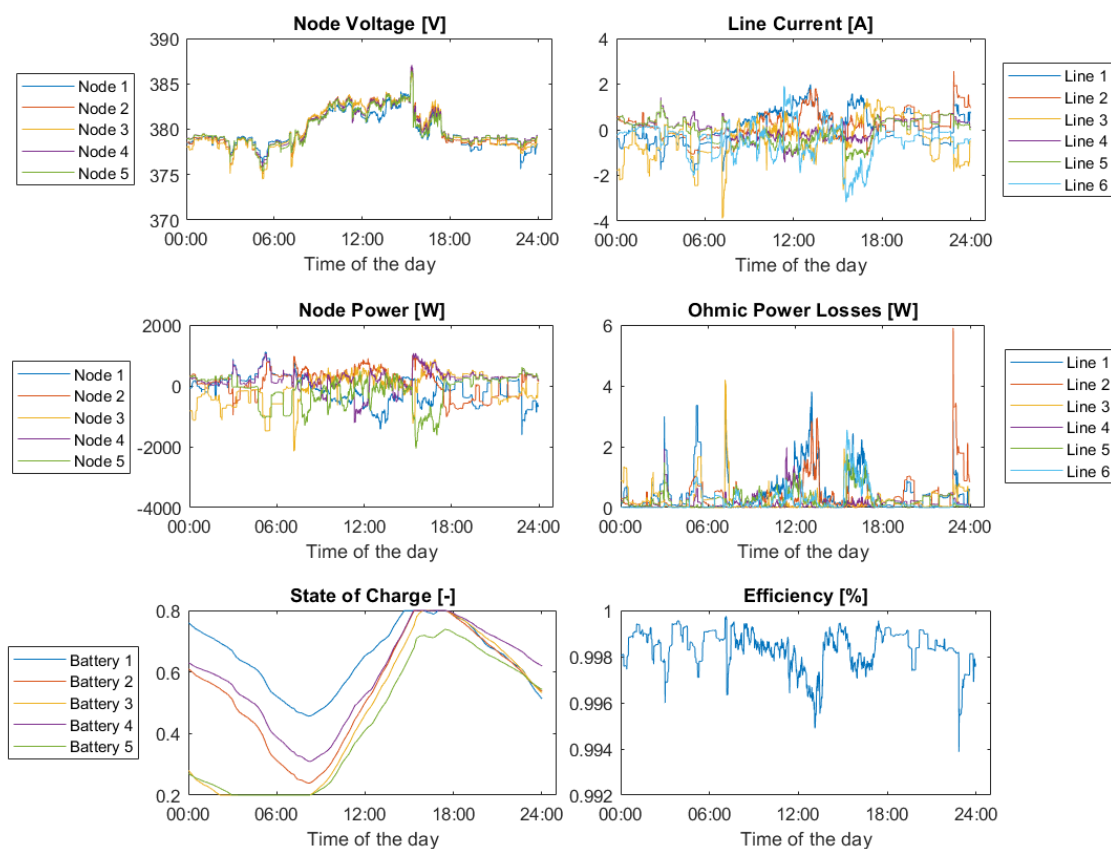 Node Voltage [V]
Node 1
Node 2
Node 3
Node 4
Node 5
390
385
380
375
370
00:00 06:00 12:00 18:00 24:00
Time of the day
Line Current [A]
4
2
0
-2
-4
00:00 06:00 12:00 18:00 24:00
Time of the day
Line 1
Line 2
Line 3
Line 4
Line 5
Line 6
Node Power [W]
Node 1
Node 2
Node 3
Node 4
Node 5
2000
0
-2000
-4000
00:00 06:00 12:00 18:00 24:00
Time of the day
Ohmic Power Losses [W]
6
4
2
0
00:00 06:00 12:00 18:00 24:00
Time of the day
Line 1
Line 2
Line 3
Line 4
Line 5
Line 6
State of Charge [-]
Battery 1
Battery 2
Battery 3
Battery 4
Battery 5
0.8
0.6
0.4
0.2
00:00 06:00 12:00 18:00 24:00
Time of the day
Efficiency [%]
1
0.998
0.996
0.994
0.992
00:00 06:00 12:00 18:00 24:00
Time of the day